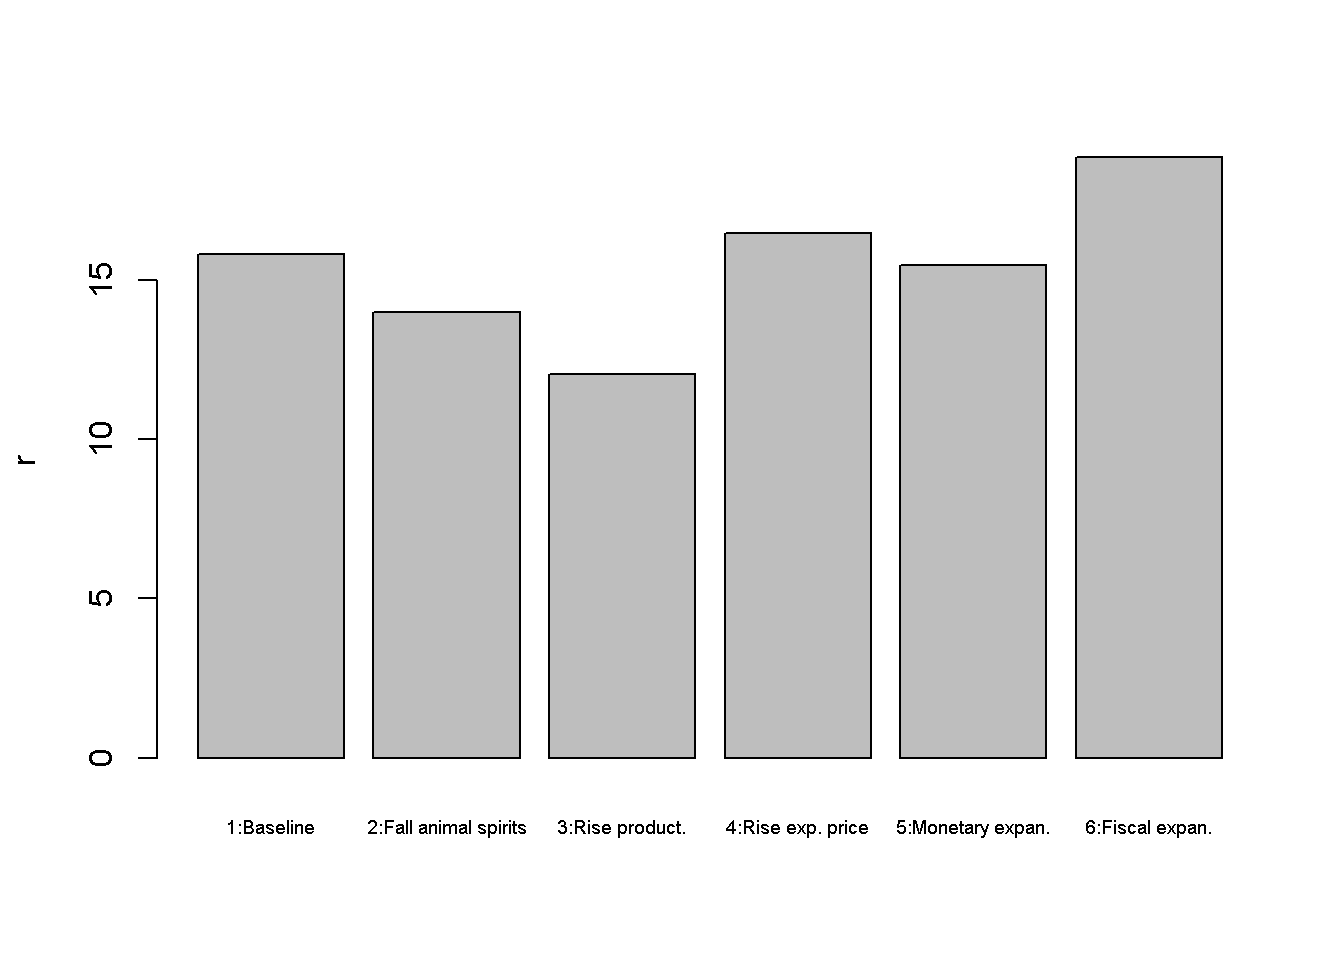 r
15
10
5
0
1:Baseline 2:Fall animal spirits 3:Rise product. 4:Rise exp. price 5:Monetary expan. 6:Fiscal expan.